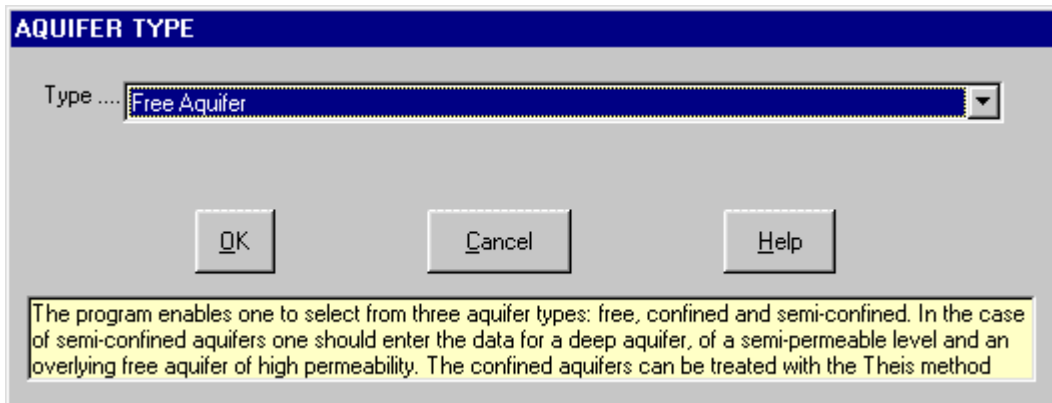 AQUIFER TYPE
Type .... Free Aquifer
OK Cancel Help
The program enables one to select from three aquifer types: free, confined and semi-confined. In the case
of semi-confined aquifers one should enter the data for a deep aquifer, of a semi-permeable level and an
overlying free aquifer of high permeability. The confined aquifers can be treated with the Theis method